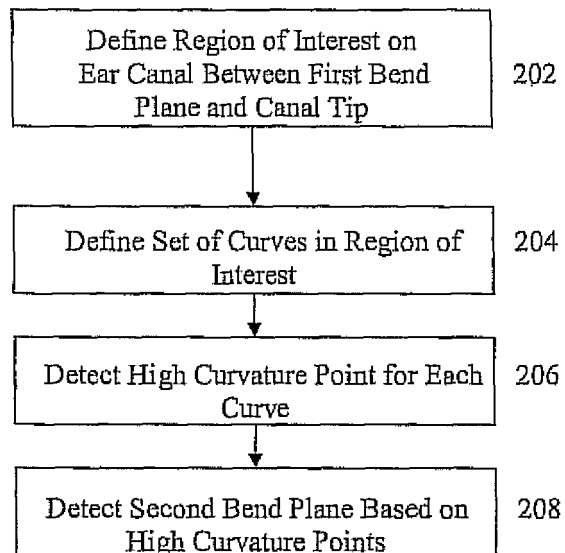 Define Region of Interest on
Ear Canal Between First Bend
Plane and Canal Tip
202
Define Set of Curves in Region of
Interest
204
Detect High Curvature Point for Each
Curve
206
Detect Second Bend Plane Based on
High Curvature Points
208